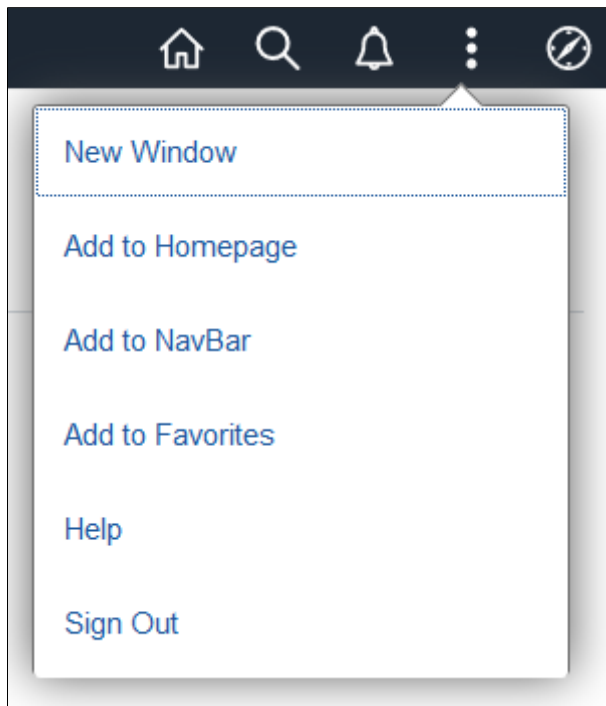 New Window
Add to Homepage
Add to NavBar
Add to Favorites
Help
Sign Out